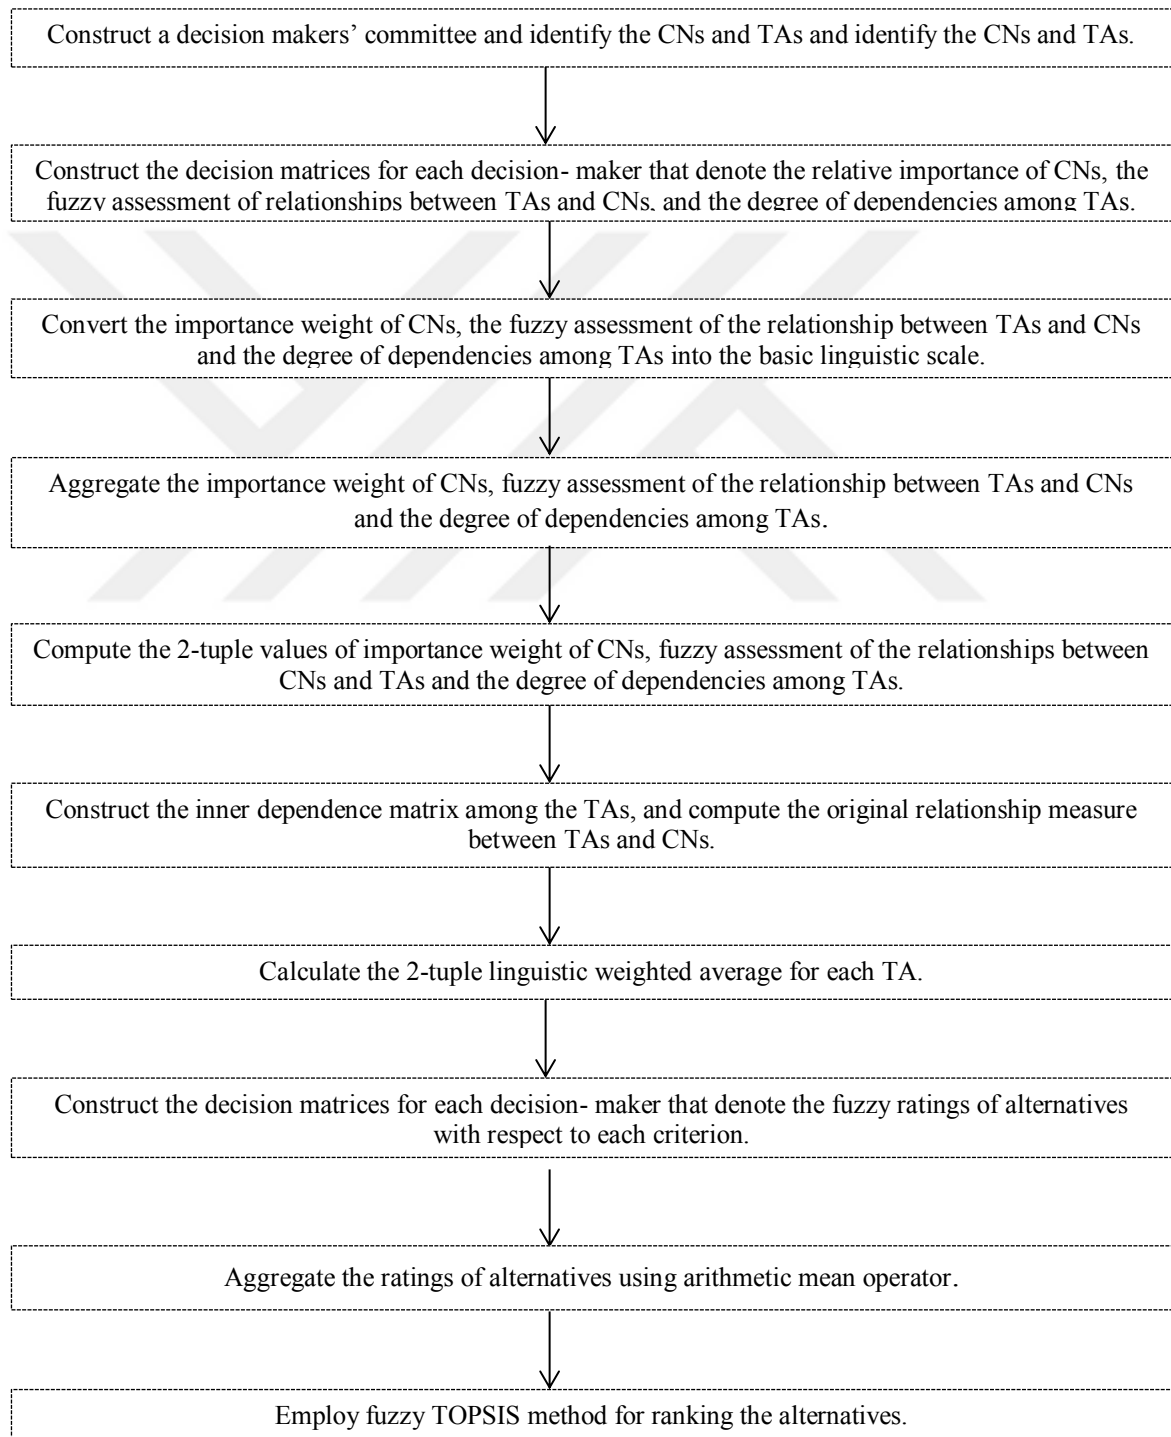 Construct a decision makers’ committee and identify the CNs and TAs and identify the CNs and TAs.
Construct the decision matrices for each decision- maker that denote the relative importance of CNs, the
fuzzy assessment of relationships between TAs and CNs, and the degree of dependencies among TAs.
Convert the importance weight of CNs, the fuzzy assessment of the relationship between TAs and CNs
and the degree of dependencies among TAs into the basic linguistic scale.
Aggregate the importance weight of CNs, fuzzy assessment of the relationship between TAs and CNs
and the degree of dependencies among TAs.
Compute the 2-tuple values of importance weight of CNs, fuzzy assessment of the relationships between
CNs and TAs and the degree of dependencies among TAs.
Construct the inner dependence matrix among the TAs, and compute the original relationship measure
between TAs and CNs.
Calculate the 2-tuple linguistic weighted average for each TA.
Construct the decision matrices for each decision- maker that denote the fuzzy ratings of alternatives
with respect to each criterion.
Aggregate the ratings of alternatives using arithmetic mean operator.
Employ fuzzy TOPSIS method for ranking the alternatives.